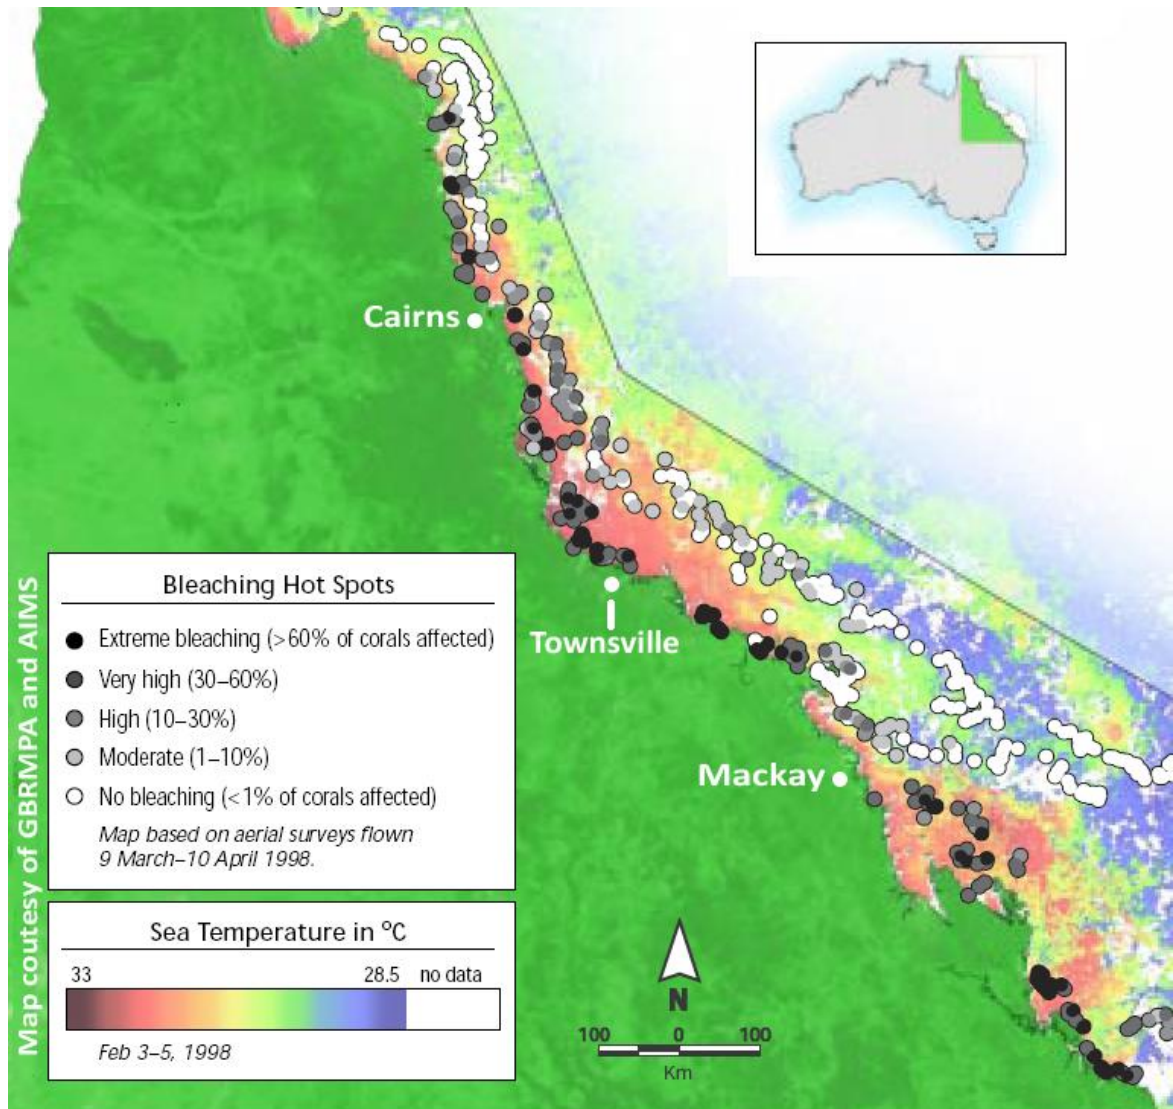 Cairns
Townsville
Mackay
Bleaching Hot Spots
Extreme bleaching (>60% of corals affected)
Very high (30–60%)
High (10–30%)
Moderate (1–10%)
No bleaching (<1% of corals affected)
Map based on aerial surveys flown
9 March–10 April 1998.
Sea Temperature in °C
33 28.5 no data
Feb 3–5, 1998
Map coutesy of GBRMPA and AIMS
N
100 0 100
Km